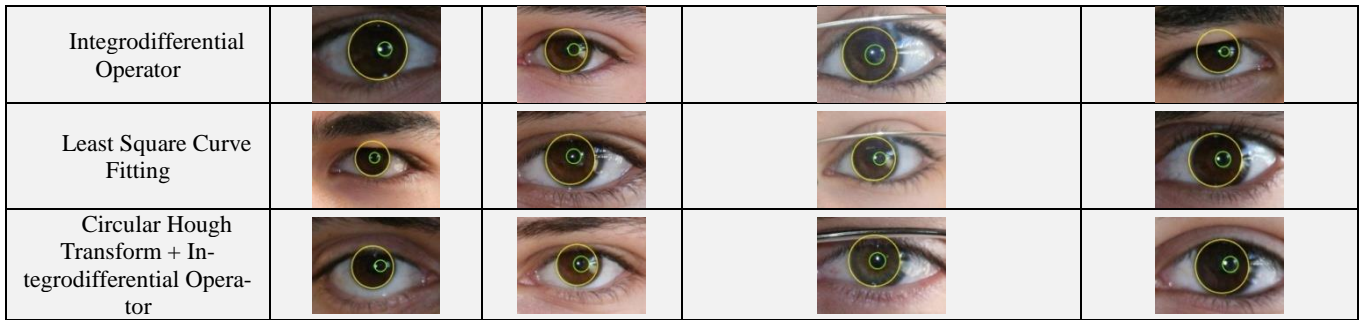 Integrodifferential
Operator
Least Square Curve
Fitting
Circular Hough
Transform + In-
tegrodifferential Opera-
tor